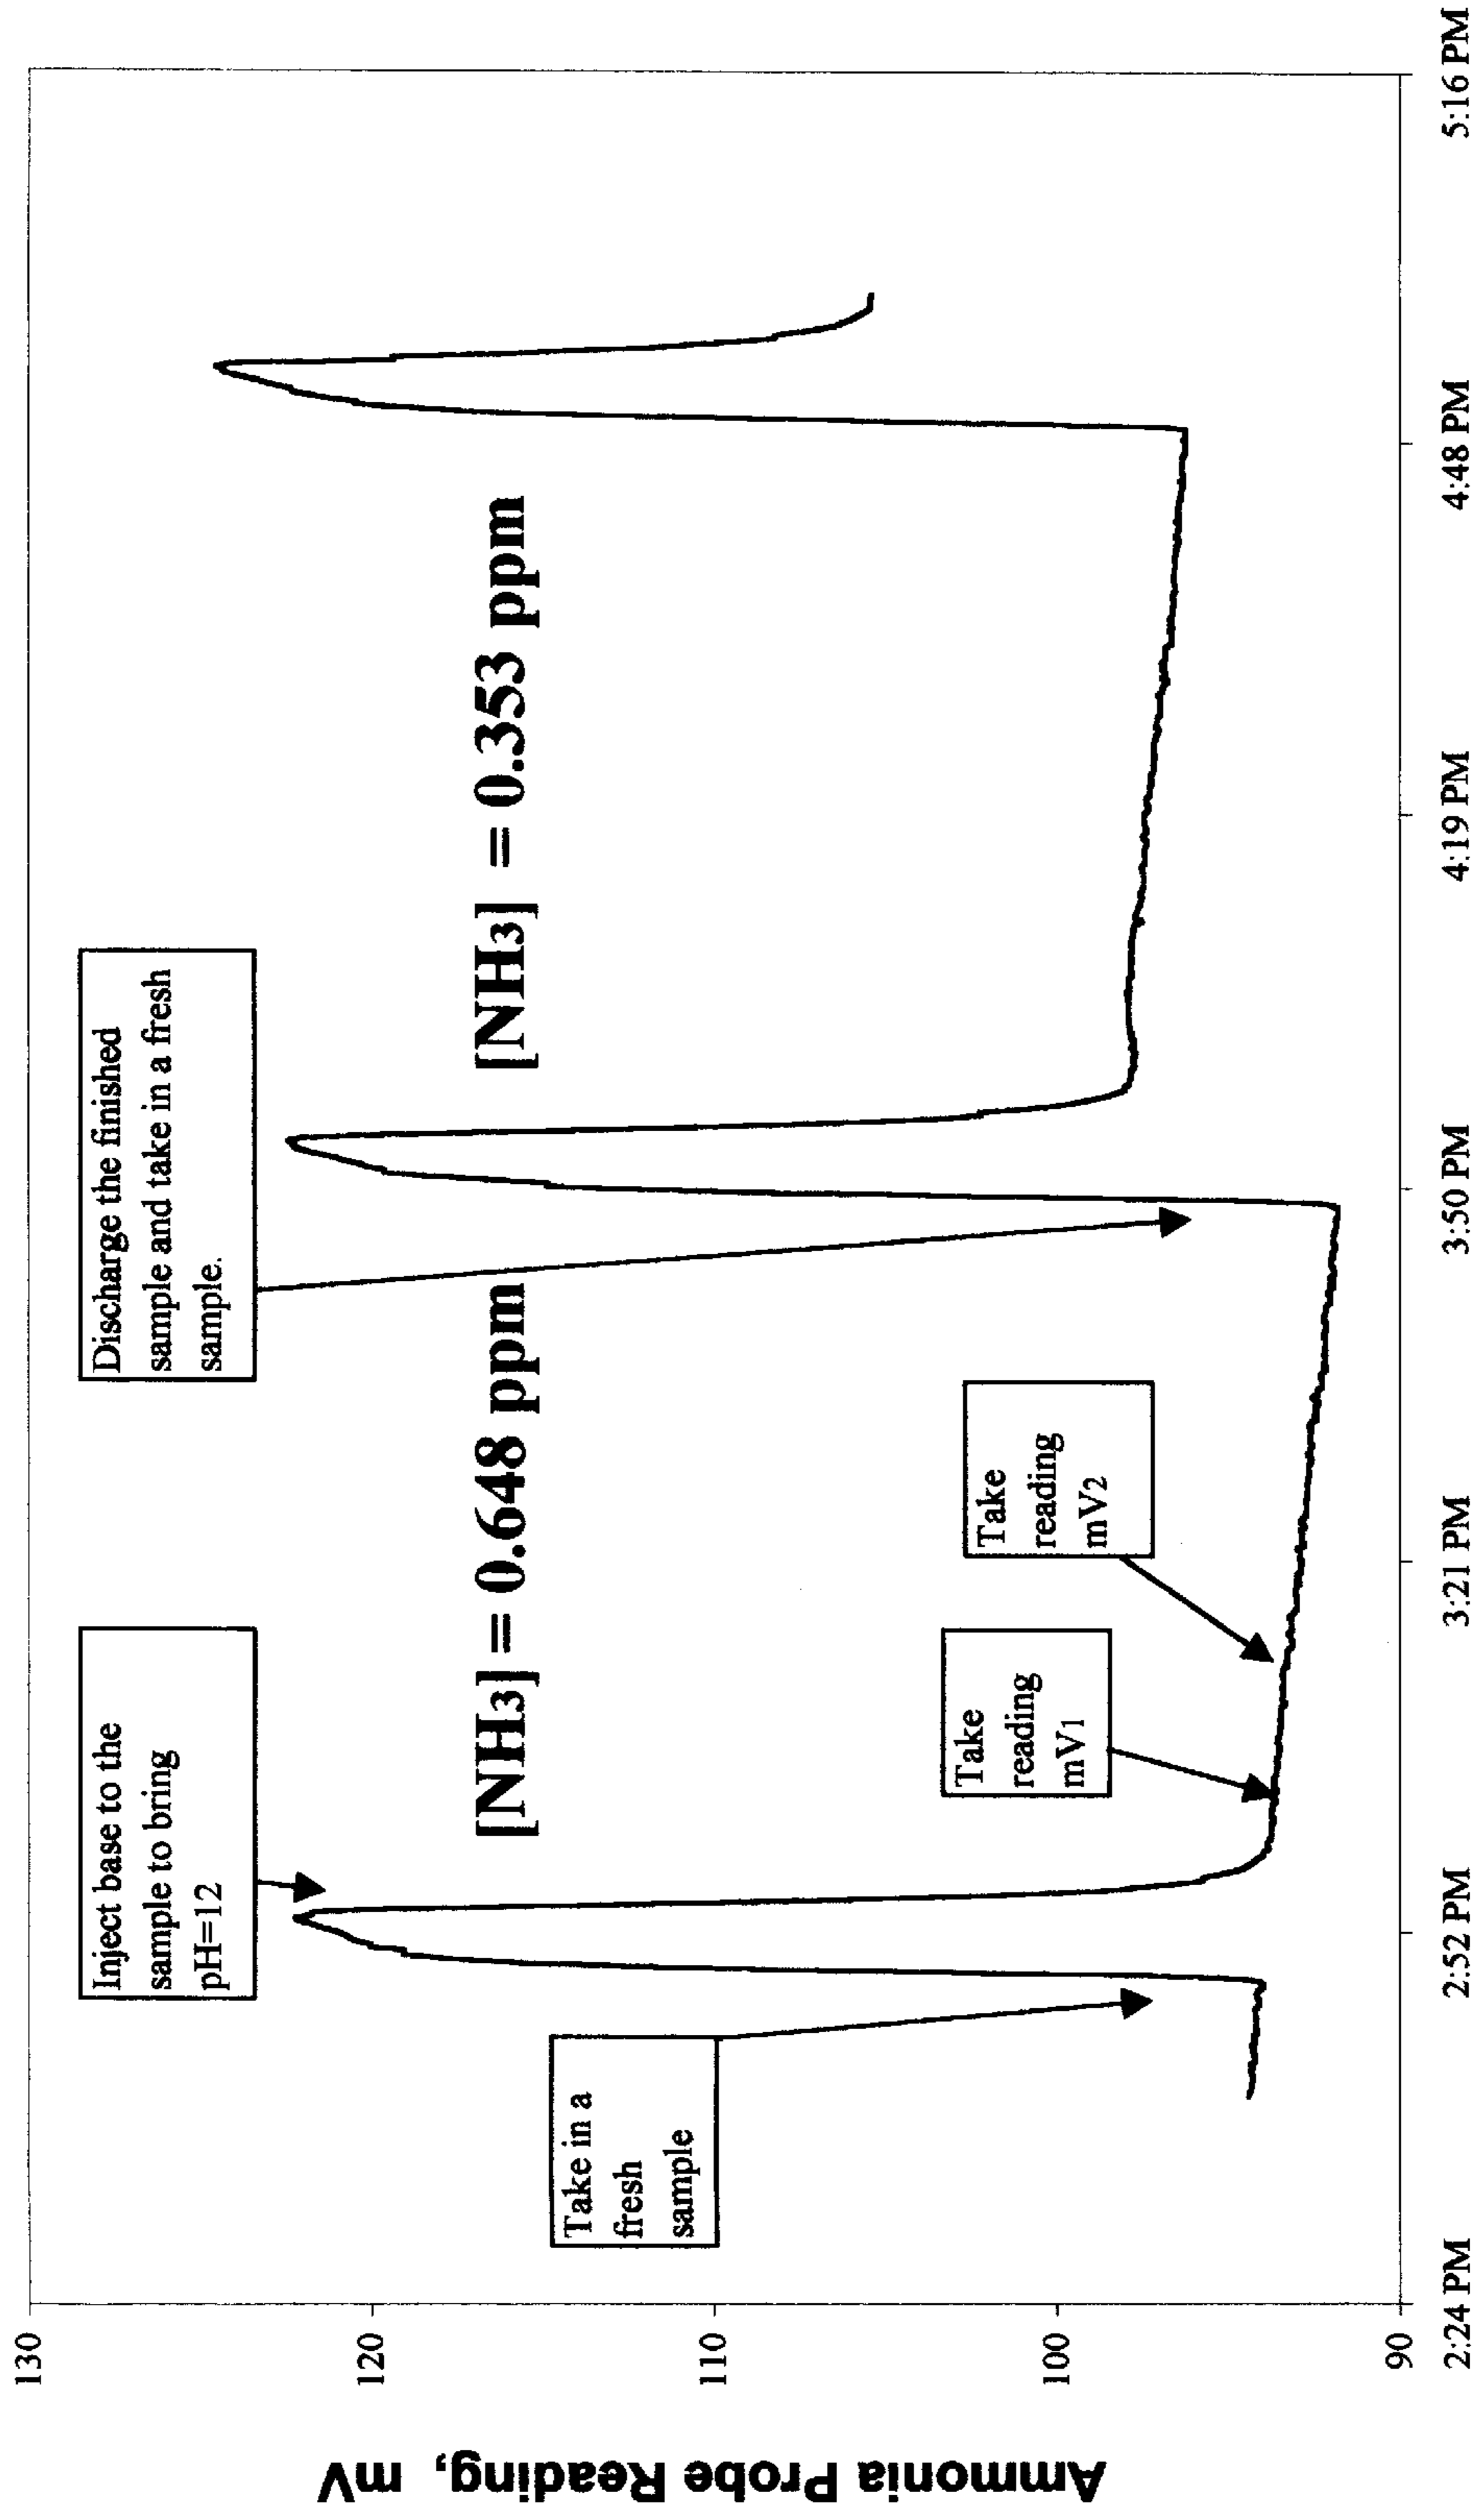 Ammonia Probe Reading, mV
130
120
110
100
90
Inject base to the
sample to bring
pH=12
Discharge the finished
sample and take in a fresh
sample.
[NH3] = 0.648 ppm
[NH3] = 0.353 ppm
Take in a
fresh
sample
Take
reading
mV1
Take
reading
mV2
2:24 PM
2:52 PM
3:21 PM
3:50 PM
4:19 PM
4:48 PM
5:16 PM